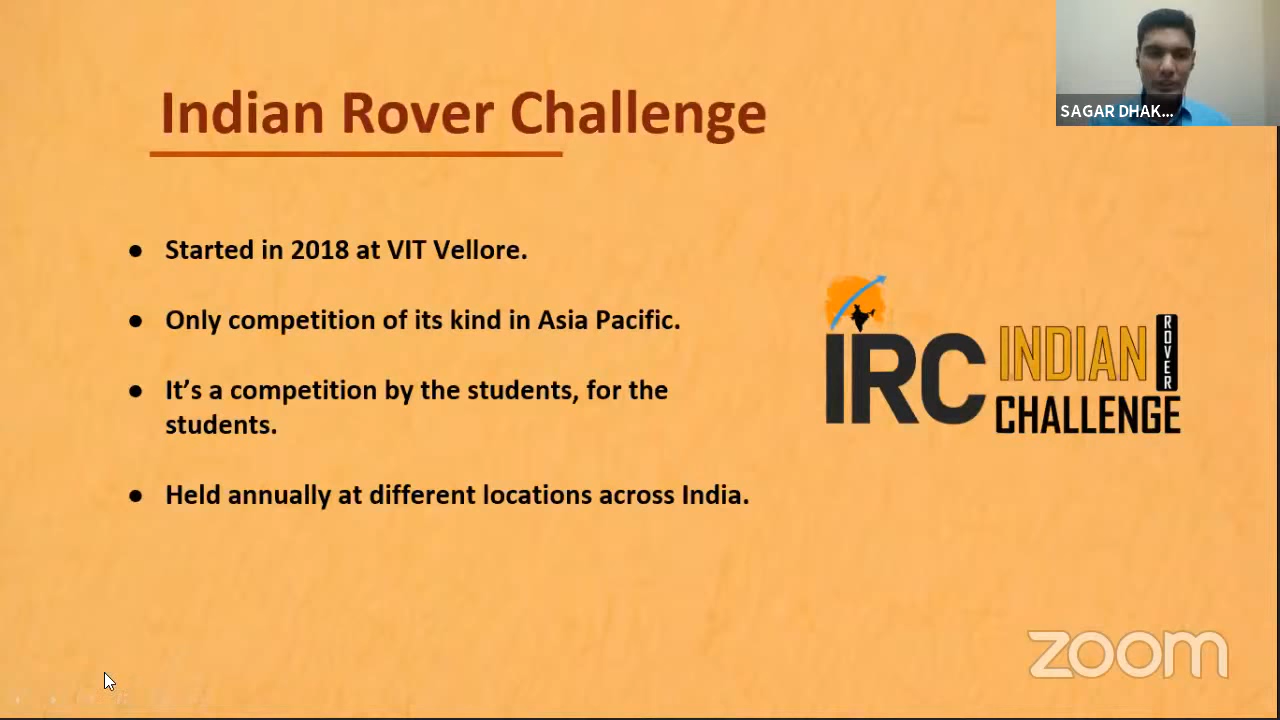 Indian Rover Challenge
SAGAR DHAK...
● Started in 2018 at VIT Vellore.
● Only competition of its kind in Asia Pacific.
● It’s a competition by the students, for the
students.
● Held annually at different locations across India.
IRC
INDIAN
ROVER
CHALLENGE
zoom